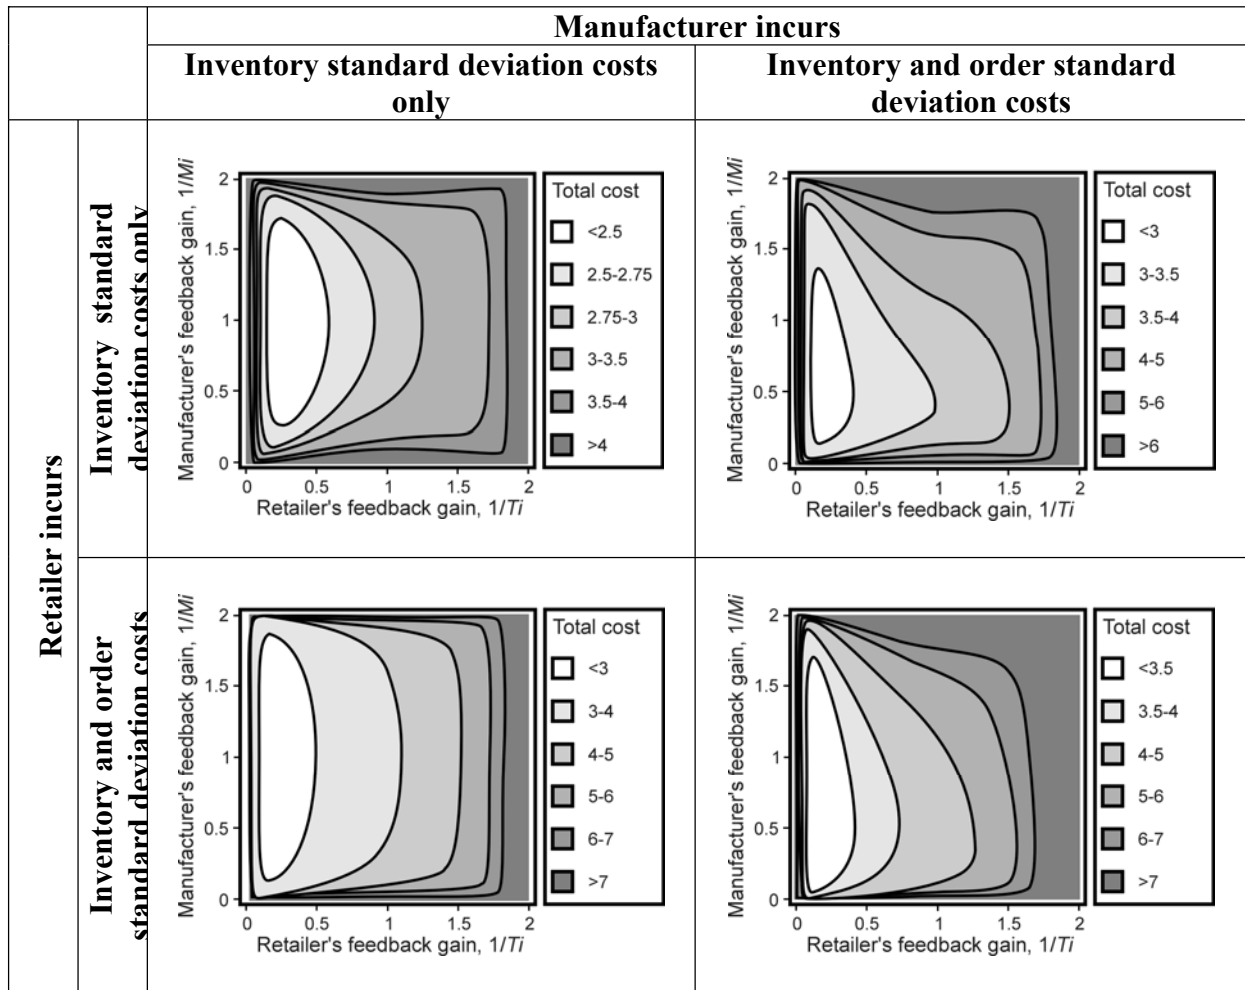 Manufacturer incurs
Inventory standard deviation costs
only
Inventory and order standard
deviation costs
Retailer incurs
Inventory standard
deviation costs only
Manufacturer's feedback gain, 1/Mi
2
1.5
1
0.5
0
0 0.5 1 1.5 2
Retailer's feedback gain, 1/Ti
Total cost
<2.5
2.5-2.75
2.75-3
3-3.5
3.5-4
>4
Manufacturer's feedback gain, 1/Mi
2
1.5
1
0.5
0
0 0.5 1 1.5 2
Retailer's feedback gain, 1/Ti
Total cost
<3
3-3.5
3.5-4
4-5
5-6
>6
Inventory and order
standard deviation costs
Manufacturer's feedback gain, 1/Mi
2
1.5
1
0.5
0
0 0.5 1 1.5 2
Retailer's feedback gain, 1/Ti
Total cost
<3
3-4
4-5
5-6
6-7
>7
Manufacturer's feedback gain, 1/Mi
2
1.5
1
0.5
0
0 0.5 1 1.5 2
Retailer's feedback gain, 1/Ti
Total cost
<3.5
3.5-4
4-5
5-6
6-7
>7